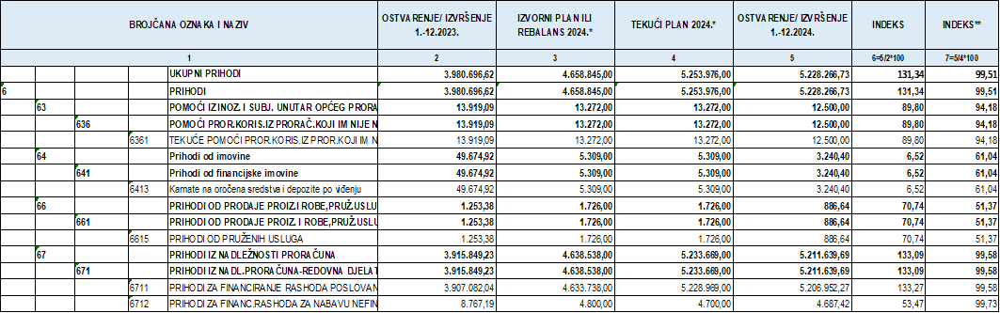 BROJČANA OZNAKA I NAZIV OSTVARENJE/ IZVRŠENJE 1.-12.2023. IZVORNI PLAN ILI REBALANS 2024.* TEKUĆI PLAN 2024.* OSTVARENJE/ IZVRŠENJE 1.-12.2024. INDEKS INDEKS**
1 2 3 4 5 6=5/2*100 7=5/4*100
UKUPNI PRIHODI 3.980.696,62 4.658.845,00 5.253.976,00 5.228.266,73 131,34 99,51
6 PRIHODI 3.980.696,62 4.658.845,00 5.253.976,00 5.228.266,73 131,34 99,51
63 POMOĆI IZ INOZ. I SUBJ. UNUTAR OPĆEG PRORA 13.919,09 13.272,00 13.272,00 12.500,00 89,80 94,18
636 POMOĆI PROR.KORIS.IZ PRORAČ.KOJI IM NIJE N 13.919,09 13.272,00 13.272,00 12.500,00 89,80 94,18
6361 TEKUĆE POMOĆI PROR.KORIS.IZ PROR.KOJI IM N 13.919,09 13.272,00 13.272,00 12.500,00 89,80 94,18
64 Prihodi od imovine 49.674,92 5.309,00 5.309,00 3.240,40 6,52 61,04
641 Prihodi od financijske imovine 49.674,92 5.309,00 5.309,00 3.240,40 6,52 61,04
6413 Kamate na oročena sredstva i depozite po viđenju 49.674,92 5.309,00 5.309,00 3.240,40 6,52 61,04
66 PRIHODI OD PRODAJE PROIZ.I ROBE,PRUŽ.USLU 1.253,38 1.726,00 1.726,00 886,64 70,74 51,37
661 PRIHODI OD PRODAJE PROIZ. I ROBE,PRUŽ.USLU 1.253,38 1.726,00 1.726,00 886,64 70,74 51,37
6615 PRIHODI OD PRUŽENIH USLUGA 1.253,38 1.726,00 1.726,00 886,64 70,74 51,37
67 PRIHODI IZ NADLEŽNOSTI PRORAČUNA 3.915.849,23 4.638.538,00 5.233.669,00 5.211.639,69 133,09 99,58
671 PRIHODI IZ NADL.PRORAČUNA-REDOVNA DJELAT 3.915.849,23 4.638.538,00 5.233.669,00 5.211.639,69 133,09 99,58
6711 PRIHODI ZA FINANCIRANJE RASHODA POSLOVAN 3.907.082,04 4.633.738,00 5.228.969,00 5.206.952,27 133,27 99,58
6712 PRIHODI ZA FINANC.RASHODA ZA NABAVU NEFIN 8.767,19 4.800,00 4.700,00 4.687,42 53,47 99,73